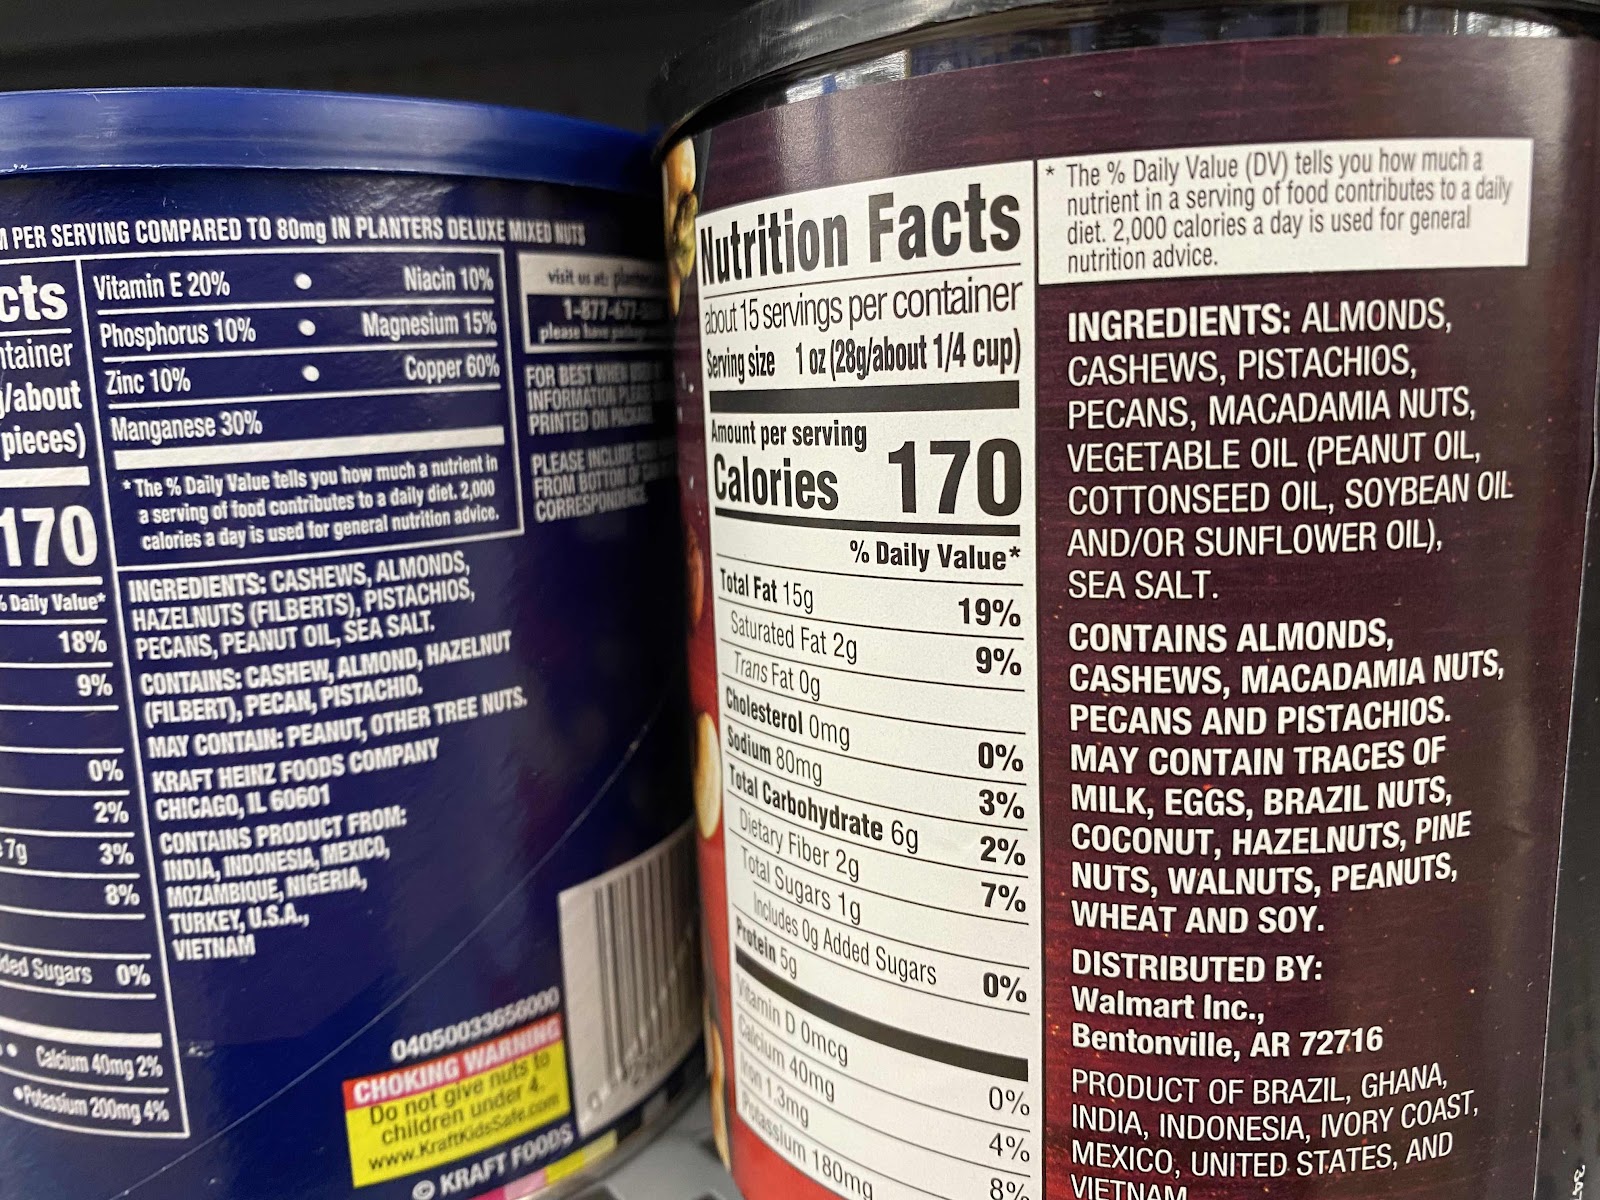 M PER SERVING COMPARED TO 80mg IN PLANTERS DELUXE MIXED NUTS
cts
ntainer
/about
pieces)
170
% Daily Value*
18%
9%
0%
2%
7g 3%
8%
ded Sugars 0%
Calcium 40mg 2%
• Potassium 200mg 4%
Vitamin E 20% • Niacin 10%
Phosphorus 10% • Magnesium 15%
Zinc 10% • Copper 60%
Manganese 30%
* The % Daily Value tells you how much a nutrient in
a serving of food contributes to a daily diet. 2,000
calories a day is used for general nutrition advice.
INGREDIENTS: CASHEWS, ALMONDS,
HAZELNUTS (FILBERTS), PISTACHIOS,
PECANS, PEANUT OIL, SEA SALT.
CONTAINS: CASHEW, ALMOND, HAZELNUT
(FILBERT), PECAN, PISTACHIO.
MAY CONTAIN: PEANUT, OTHER TREE NUTS.
KRAFT HEINZ FOODS COMPANY
CHICAGO, IL 60601
CONTAINS PRODUCT FROM:
INDIA, INDONESIA, MEXICO,
MOZAMBIQUE, NIGERIA,
TURKEY, U.S.A.,
VIETNAM
visit us at:
1-877-677-
please have
FOR BEST WHEN USED
INFORMATION PLEASE
PRINTED ON PACKAGE
PLEASE INCLUDE
FROM BOTTOM OF CAN
CORRESPONDENCE.
04050033656000
CHOKING WARNING
Do not give nuts to
children under 4.
www.KraftKidsSafe.com
© KRAFT FOODS
Nutrition Facts
about 15 servings per container
Serving size 1 oz (28g/about 1/4 cup)
Amount per serving
Calories 170
% Daily Value*
Total Fat 15g 19%
Saturated Fat 2g 9%
Trans Fat 0g
Cholesterol 0mg 0%
Sodium 80mg 3%
Total Carbohydrate 6g 2%
Dietary Fiber 2g 7%
Total Sugars 1g
Includes 0g Added Sugars 0%
Protein 5g
Vitamin D 0mcg 0%
Calcium 40mg 4%
Iron 1.3mg 8%
Potassium 180mg
* The % Daily Value (DV) tells you how much a
nutrient in a serving of food contributes to a daily
diet. 2,000 calories a day is used for general
nutrition advice.
INGREDIENTS: ALMONDS,
CASHEWS, PISTACHIOS,
PECANS, MACADAMIA NUTS,
VEGETABLE OIL (PEANUT OIL,
COTTONSEED OIL, SOYBEAN OIL
AND/OR SUNFLOWER OIL),
SEA SALT.
CONTAINS ALMONDS,
CASHEWS, MACADAMIA NUTS,
PECANS AND PISTACHIOS.
MAY CONTAIN TRACES OF
MILK, EGGS, BRAZIL NUTS,
COCONUT, HAZELNUTS, PINE
NUTS, WALNUTS, PEANUTS,
WHEAT AND SOY.
DISTRIBUTED BY:
Walmart Inc.,
Bentonville, AR 72716
PRODUCT OF BRAZIL, GHANA,
INDIA, INDONESIA, IVORY COAST,
MEXICO, UNITED STATES, AND
VIETNAM